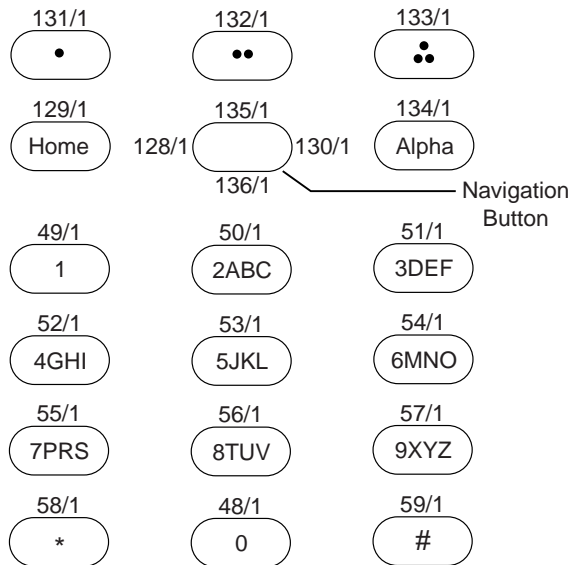 131/1 132/1 133/1
• •• •••
129/1 135/1 134/1
Home 128/1 130/1 Alpha
136/1
Navigation
Button
49/1 50/1 51/1
1 2ABC 3DEF
52/1 53/1 54/1
4GHI 5JKL 6MNO
55/1 56/1 57/1
7PRS 8TUV 9XYZ
58/1 48/1 59/1
* 0 #